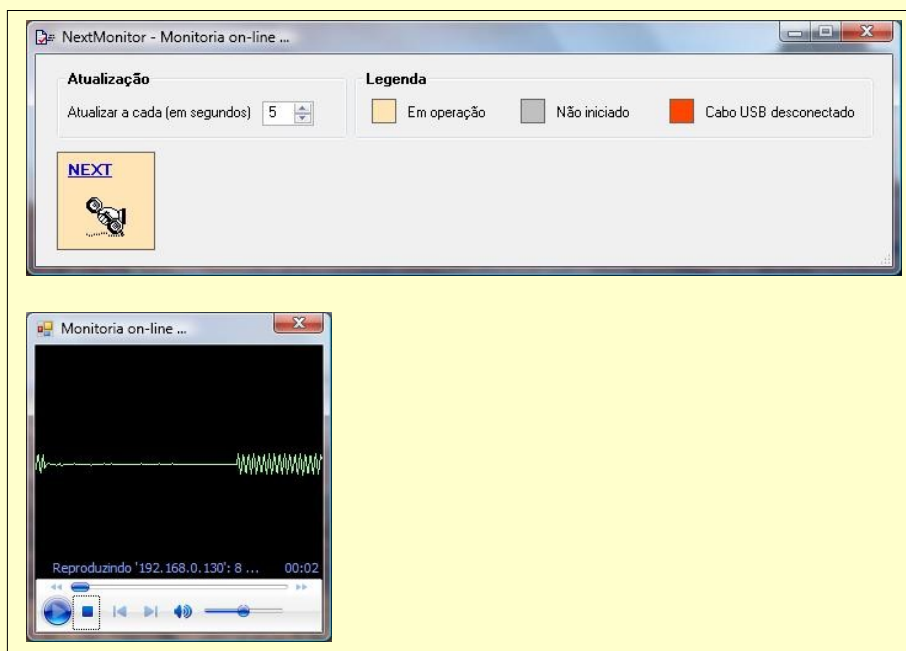 NextMonitor - Monitoria on-line ...
Atualização
Atualizar a cada (em segundos) 5
Legenda
Em operação Não iniciado Cabo USB desconectado
NEXT
Monitoria on-line ...
Reproduzindo '192.168.0.130': 8 ... 00:02